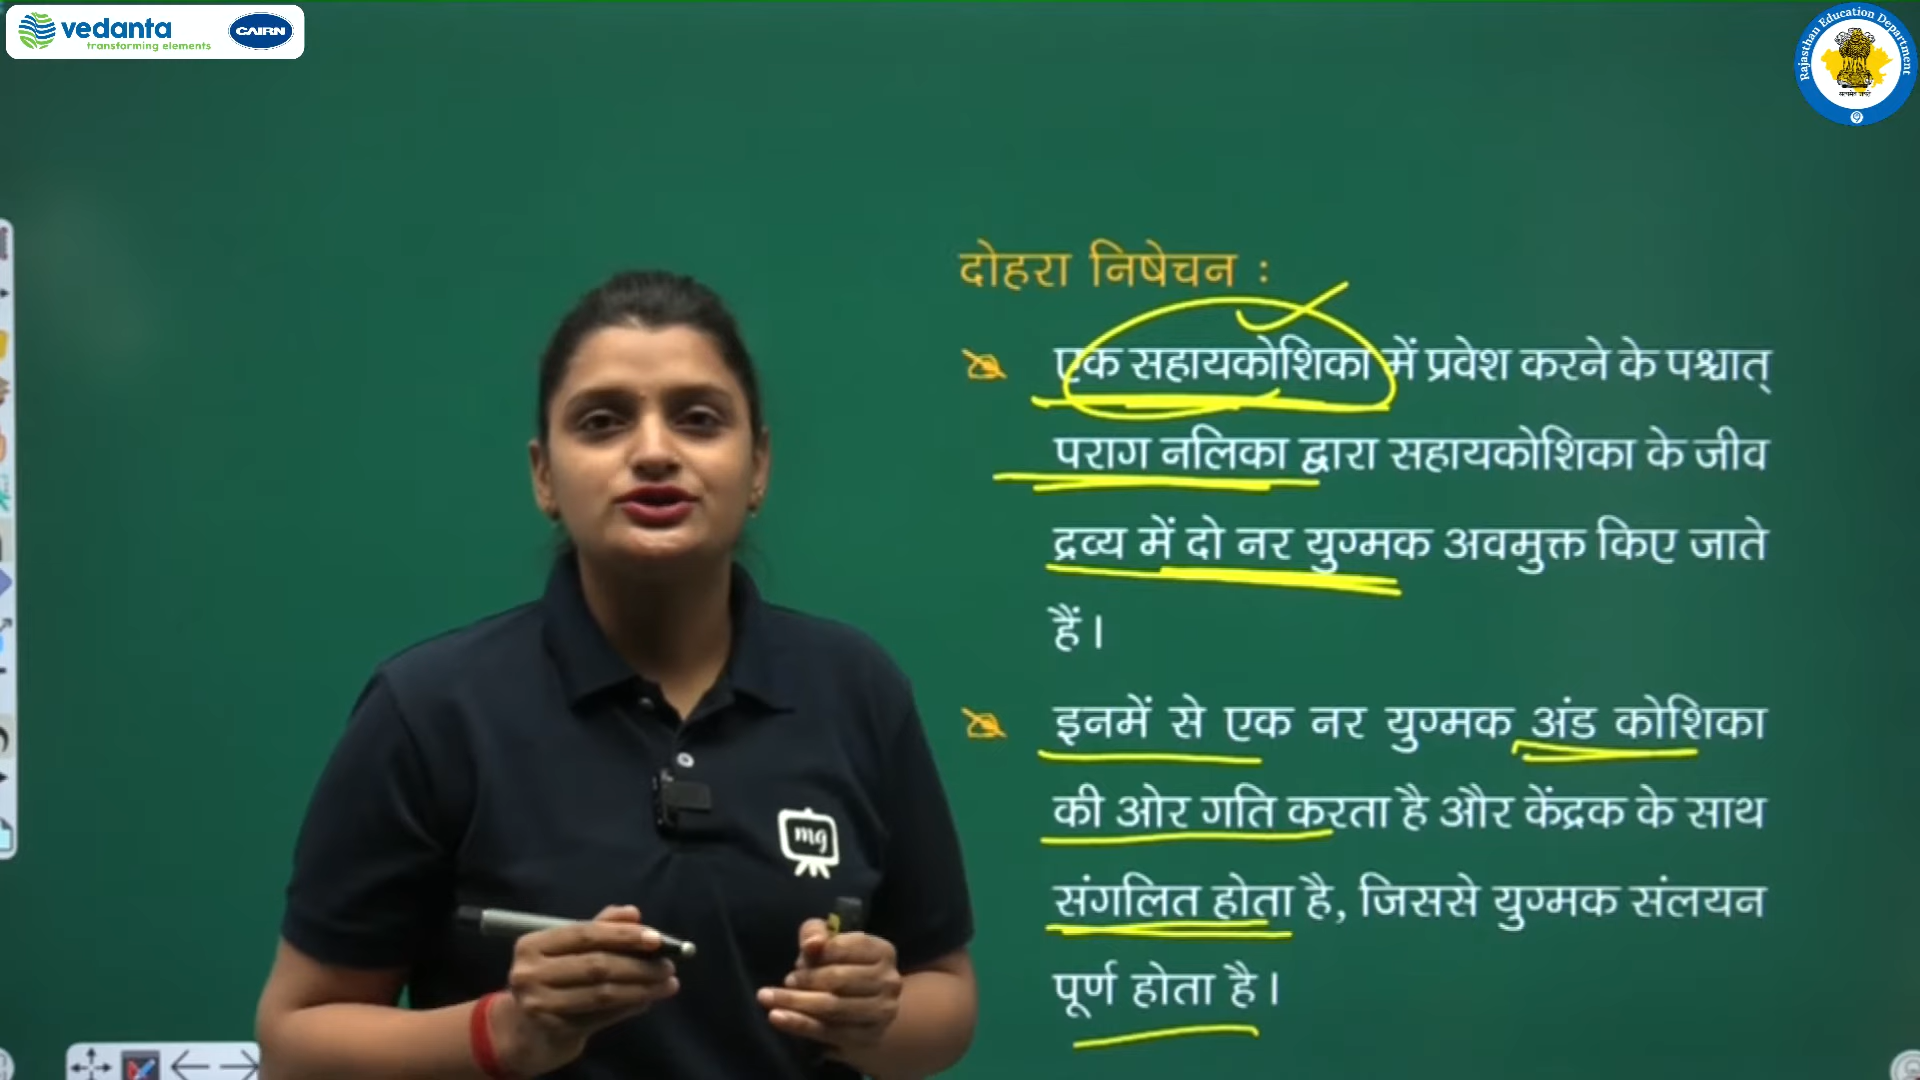 vedanta
transforming elements
CAIRN
Rajasthan Education Department
दोहरा निषेचन :
एक सहायकोशिका में प्रवेश करने के पश्चात्
पराग नलिका द्वारा सहायकोशिका के जीव
द्रव्य में दो नर युग्मक अवमुक्त किए जाते
हैं।
इनमें से एक नर युग्मक अंड कोशिका
की ओर गति करता है और केंद्रक के साथ
संगलित होता है, जिससे युग्मक संलयन
पूर्ण होता है।
mg